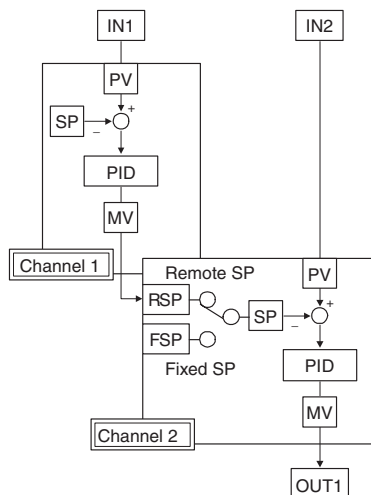 IN1
IN2
PV
SP
+
−
PID
MV
Channel 1
Remote SP
PV
RSP
SP
+
−
FSP
Fixed SP
PID
MV
Channel 2
OUT1